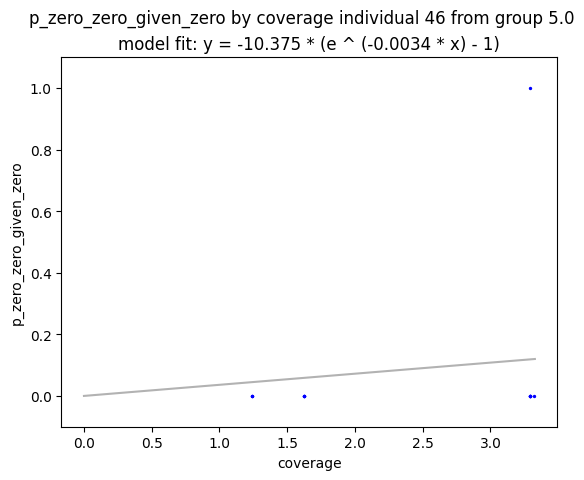 p_zero_zero_given_zero by coverage individual 46 from group 5.0
model fit: y = -10.375 * (e ^ (-0.0034 * x) - 1)
p_zero_zero_given_zero
1.0
0.8
0.6
0.4
0.2
0.0
0.0 0.5 1.0 1.5 2.0 2.5 3.0
coverage